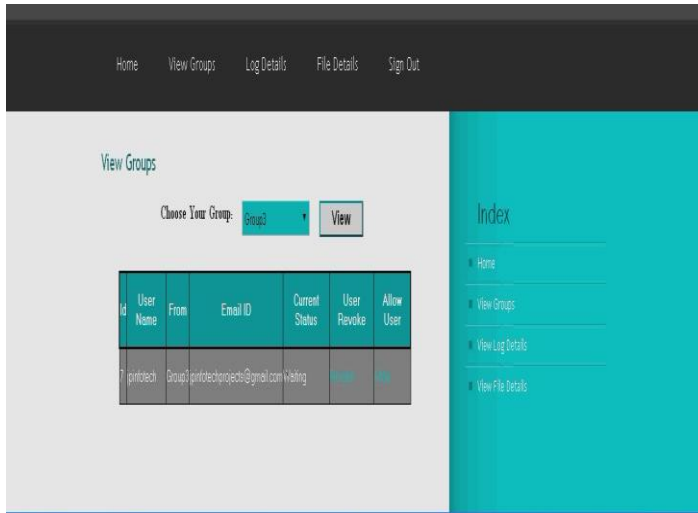 Home View Groups Log Details File Details Sign Out
View Groups
Choose Your Group: Group3 View
Id User Name From Email ID Current Status User Revoke Allow User
7 jpinfotech Group3 jpinfotechprojects@gmail.com Waiting
Index
Home
View Groups
View Log Details
View File Details